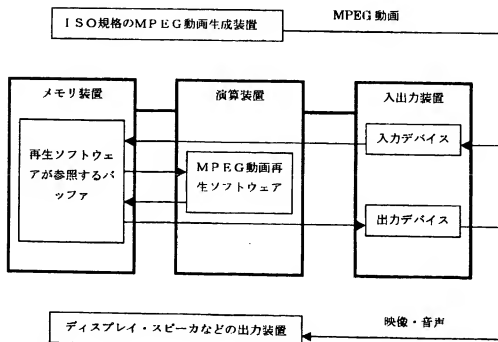 ISO規格のMPEG動画生成装置
MPEG動画
メモリ装置
演算装置
入出力装置
再生ソフトウェ
アが参照するバ
ッファ
MPEG動画再
生ソフトウェア
入力デバイス
出力デバイス
映像・音声
ディスプレイ・スピーカなどの出力装置